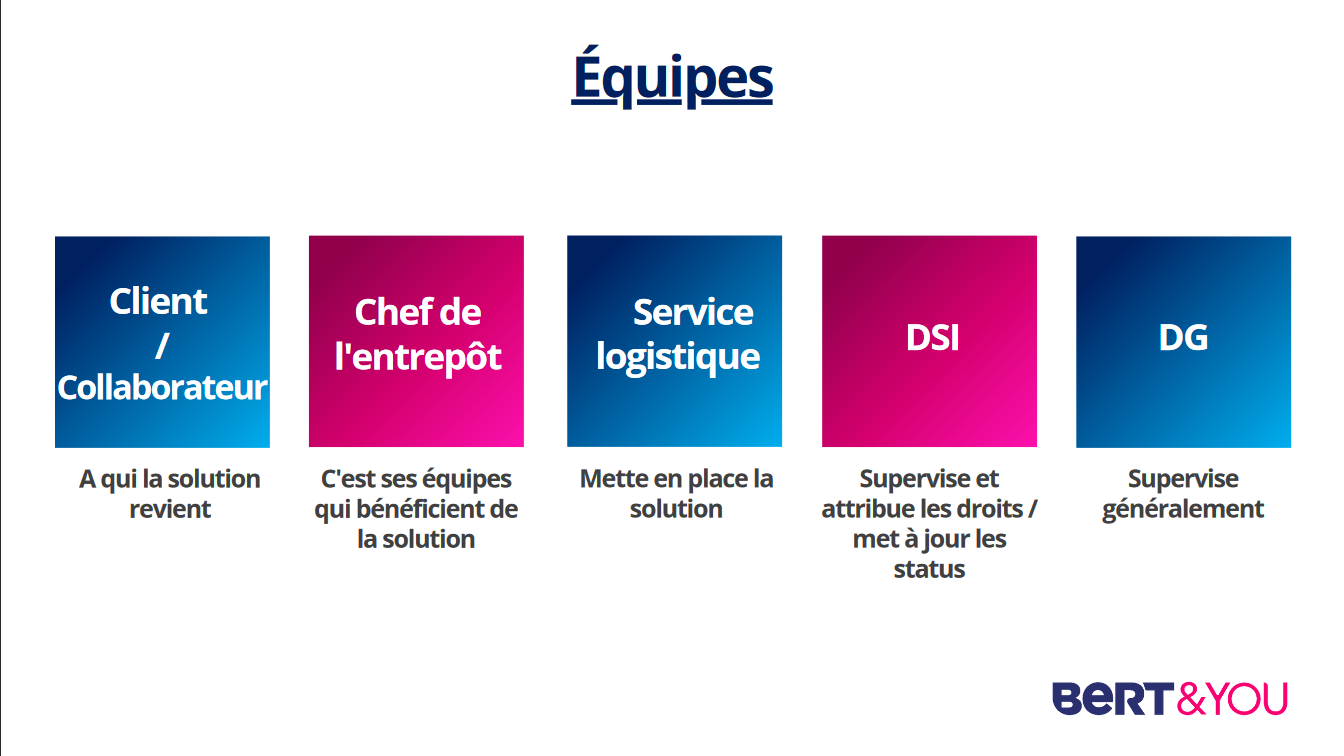 Équipes
Client
/
Collaborateur
Chef de
l'entrepôt
Service
logistique
DSI
DG
A qui la solution
revient
C'est ses équipes
qui bénéficient de
la solution
Mette en place la
solution
Supervise et
attribue les droits /
met à jour les
status
Supervise
généralement
BeRT&YOU